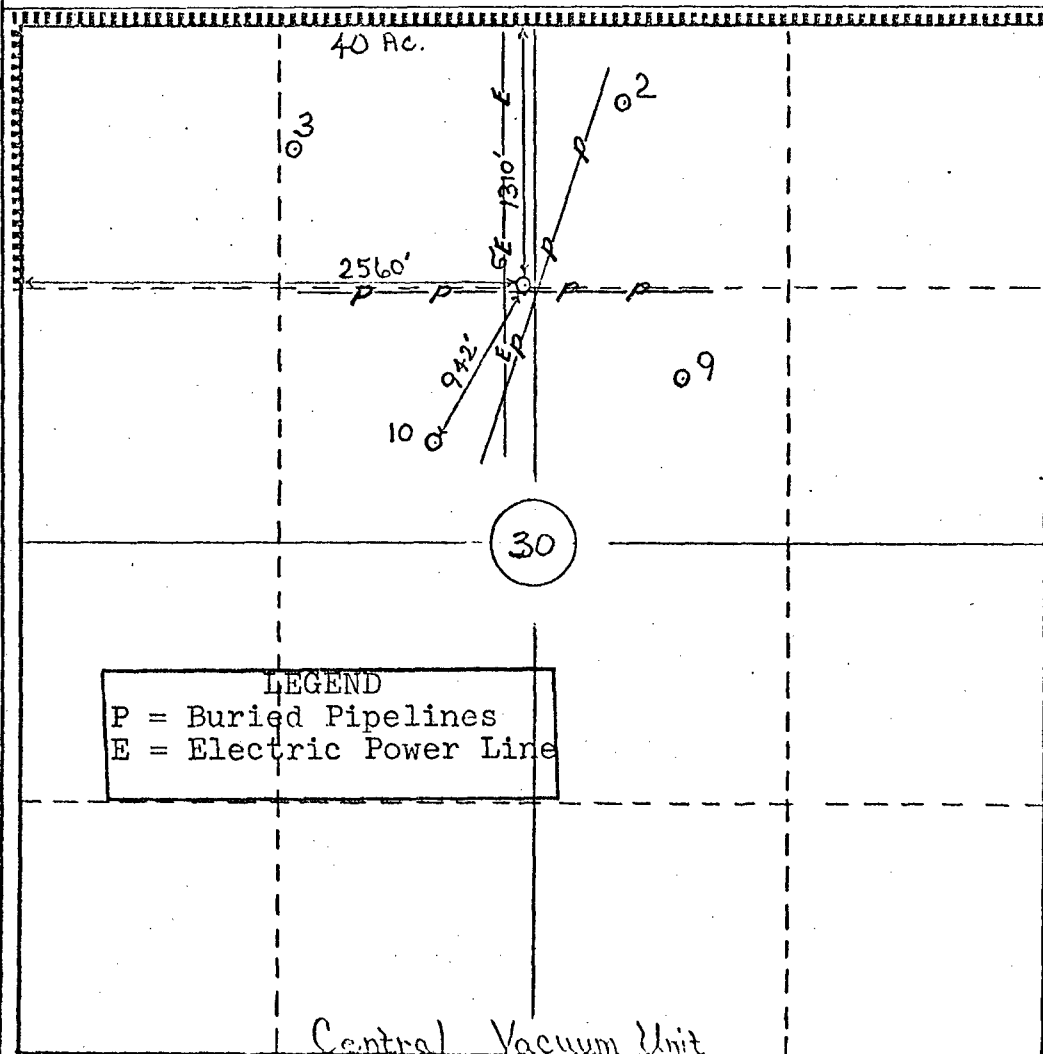 40 Ac.
3
2
E
P
1310'
6
E
P
2560'
P P P P
942'
E
P
9
10
30
LEGEND
P = Buried Pipelines
E = Electric Power Line
Central Vacuum Unit